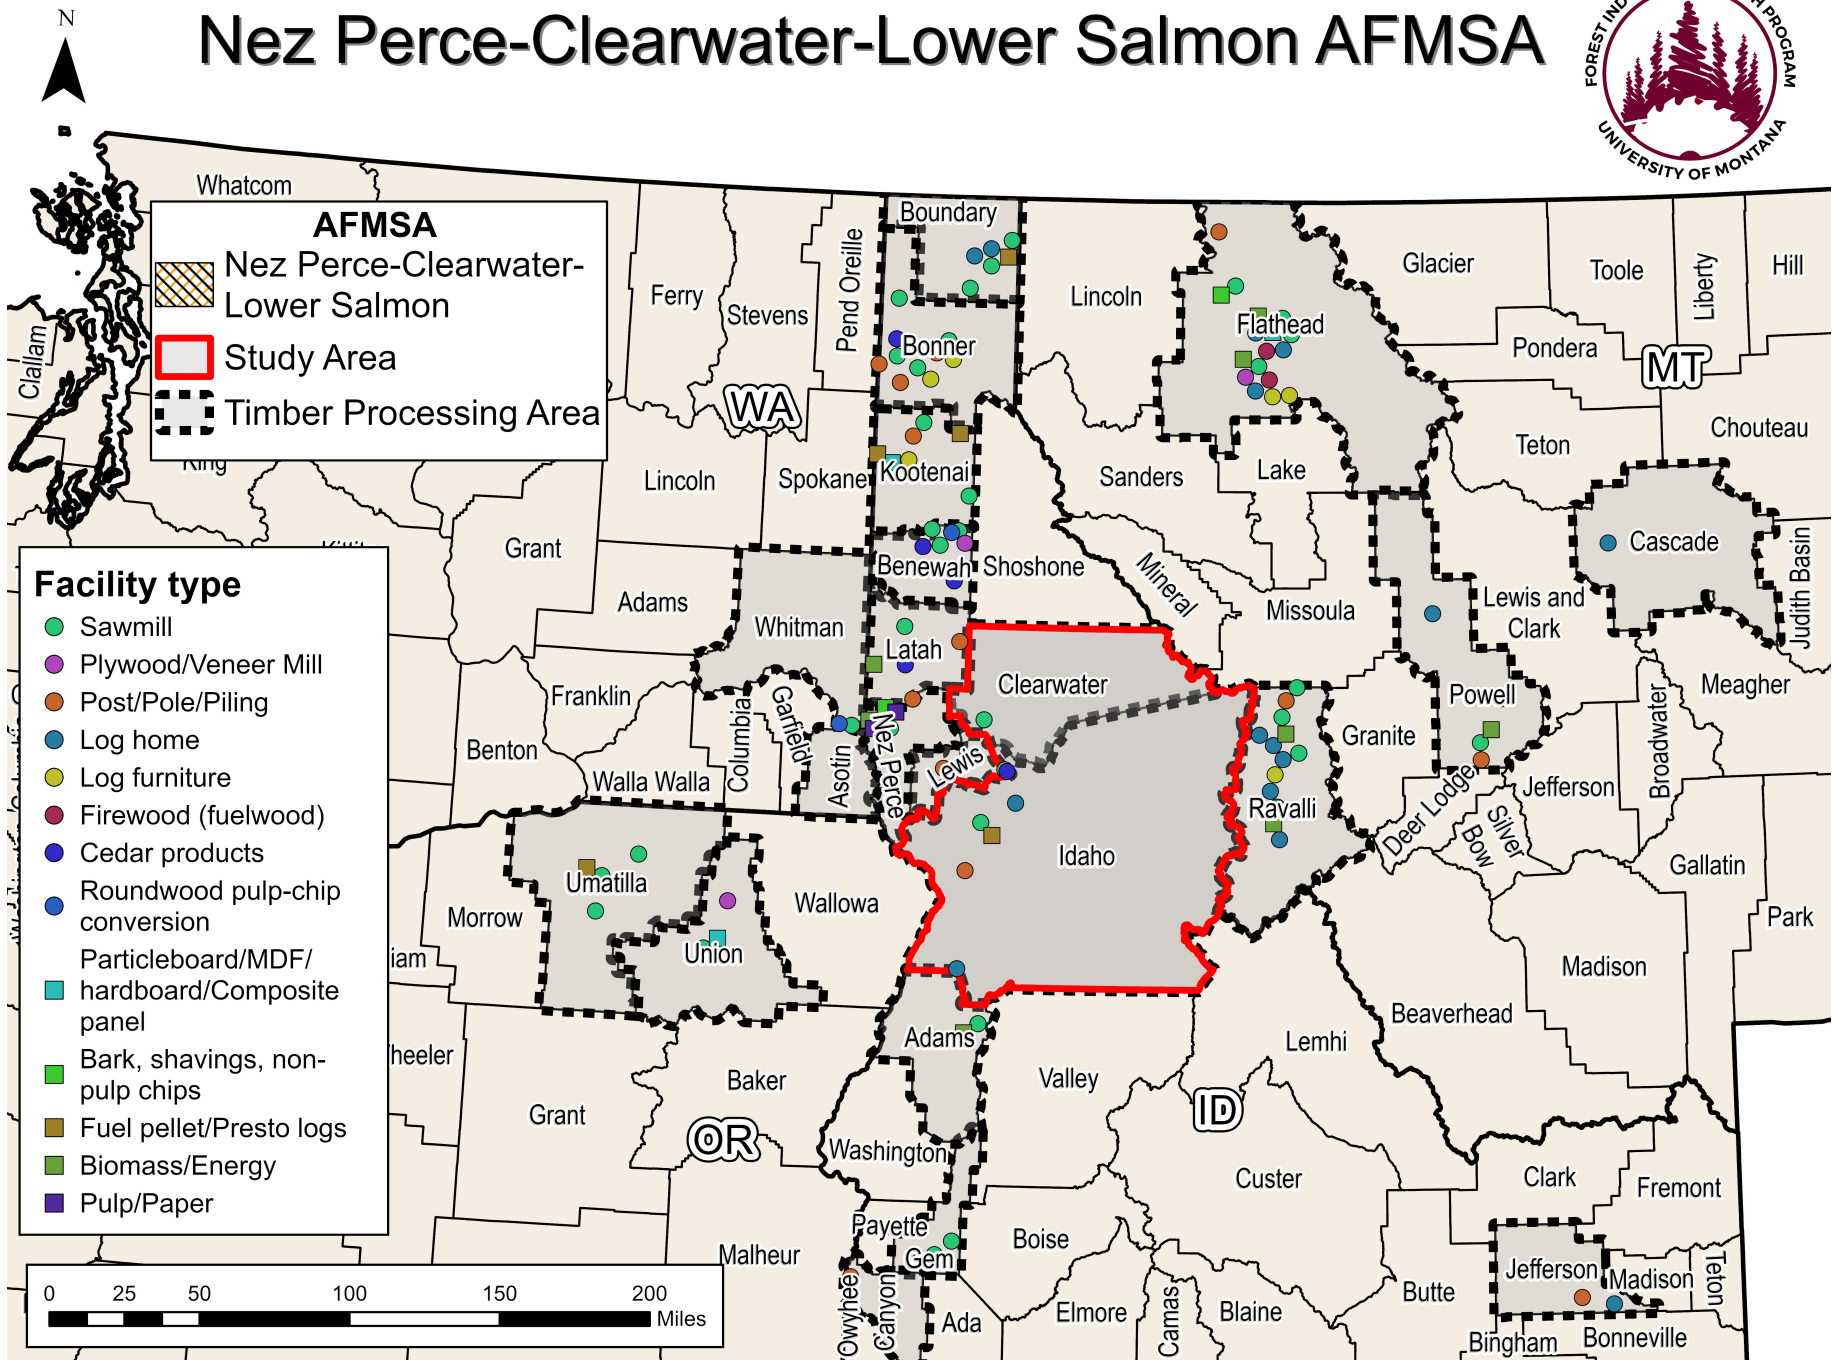 N
Nez Perce-Clearwater-Lower Salmon AFMSA
FOREST IND
H PROGRAM
UNIVERSITY OF MONTANA
AFMSA
Nez Perce-Clearwater-
Lower Salmon
Study Area
Timber Processing Area
Facility type
Sawmill
Plywood/Veneer Mill
Post/Pole/Piling
Log home
Log furniture
Firewood (fuelwood)
Cedar products
Roundwood pulp-chip
conversion
Particleboard/MDF/
hardboard/Composite
panel
Bark, shavings, non-
pulp chips
Fuel pellet/Presto logs
Biomass/Energy
Pulp/Paper
0 25 50 100 150 200
Miles
Whatcom
Clallam
King
Ferry
Stevens
Pend Oreille
Boundary
Lincoln
Flathead
Glacier
Toole
Liberty
Hill
Pondera
MT
Bonner
WA
Teton
Chouteau
Lincoln
Spokane
Kootenai
Sanders
Lake
Grant
Adams
Benewah
Shoshone
Mineral
Missoula
Lewis and
Clark
Cascade
Judith Basin
Whitman
Latah
Clearwater
Franklin
Columbia
Garfield
Powell
Meagher
Broadwater
Benton
Walla Walla
Asotin
Nez Perce
Lewis
Granite
Jefferson
Ravalli
Deer Lodge
Silver
Bow
Idaho
Gallatin
Umatilla
Morrow
Wallowa
Union
Park
iam
Madison
heeler
Adams
Beaverhead
Lemhi
Baker
Valley
Grant
OR
ID
Washington
Custer
Clark
Fremont
Payette
Malheur
Gem
Boise
Jefferson
Madison
Teton
Butte
Owyhee
Canyon
Ada
Elmore
Camas
Blaine
Bingham
Bonneville